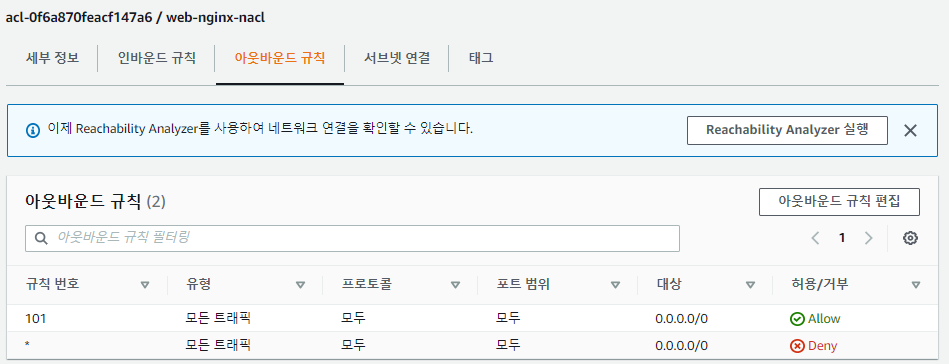 acl-0f6a870feacf147a6 / web-nginx-nacl
세부 정보 인바운드 규칙 아웃바운드 규칙 서브넷 연결 태그
이제 Reachability Analyzer를 사용하여 네트워크 연결을 확인할 수 있습니다. Reachability Analyzer 실행
아웃바운드 규칙 (2) 아웃바운드 규칙 편집
아웃바운드 규칙 필터링 1
규칙 번호 유형 프로토콜 포트 범위 대상 허용/거부
101 모든 트래픽 모두 모두 0.0.0.0/0 Allow
* 모든 트래픽 모두 모두 0.0.0.0/0 Deny